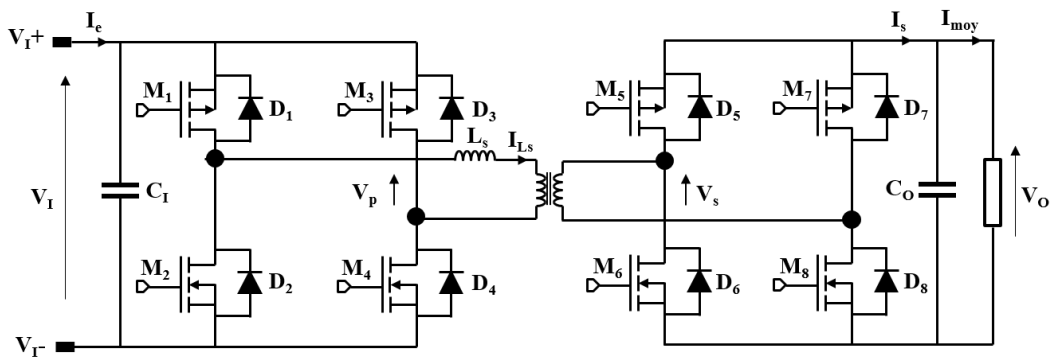 V_I+ I_e I_s I_moy
M_1 D_1 M_3 D_3 M_5 D_5 M_7 D_7
L_s I_Ls
V_I C_I V_p V_s C_O V_O
M_2 D_2 M_4 D_4 M_6 D_6 M_8 D_8
V_I-